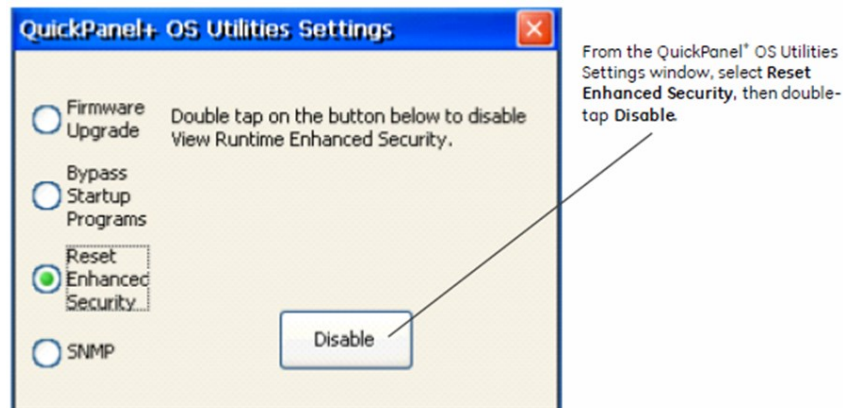 QuickPanel+ OS Utilities Settings
Firmware
Upgrade
Double tap on the button below to disable
View Runtime Enhanced Security.
Bypass
Startup
Programs
Reset
Enhanced
Security
SNMP
Disable
From the QuickPanel+ OS Utilities
Settings window, select Reset
Enhanced Security, then double-
tap Disable.